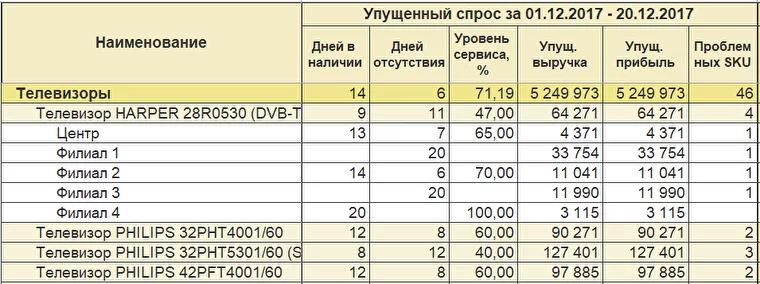 Наименование Упущенный спрос за 01.12.2017 - 20.12.2017
Дней в наличии Дней отсутствия Уровень сервиса, % Упущ. выручка Упущ. прибыль Проблем ных SKU
Телевизоры 14 6 71,19 5 249 973 5 249 973 46
Телевизор HARPER 28R0530 (DVB-T 9 11 47,00 64 271 64 271 4
Центр 13 7 65,00 4 371 4 371 1
Филиал 1 20 33 754 33 754 1
Филиал 2 14 6 70,00 11 041 11 041 1
Филиал 3 20 11 990 11 990 1
Филиал 4 20 100,00 3 115 3 115
Телевизор PHILIPS 32PHT4001/60 12 8 60,00 90 271 90 271 2
Телевизор PHILIPS 32PHT5301/60 (S 8 12 40,00 127 401 127 401 3
Телевизор PHILIPS 42PFT4001/60 12 8 60,00 97 885 97 885 2